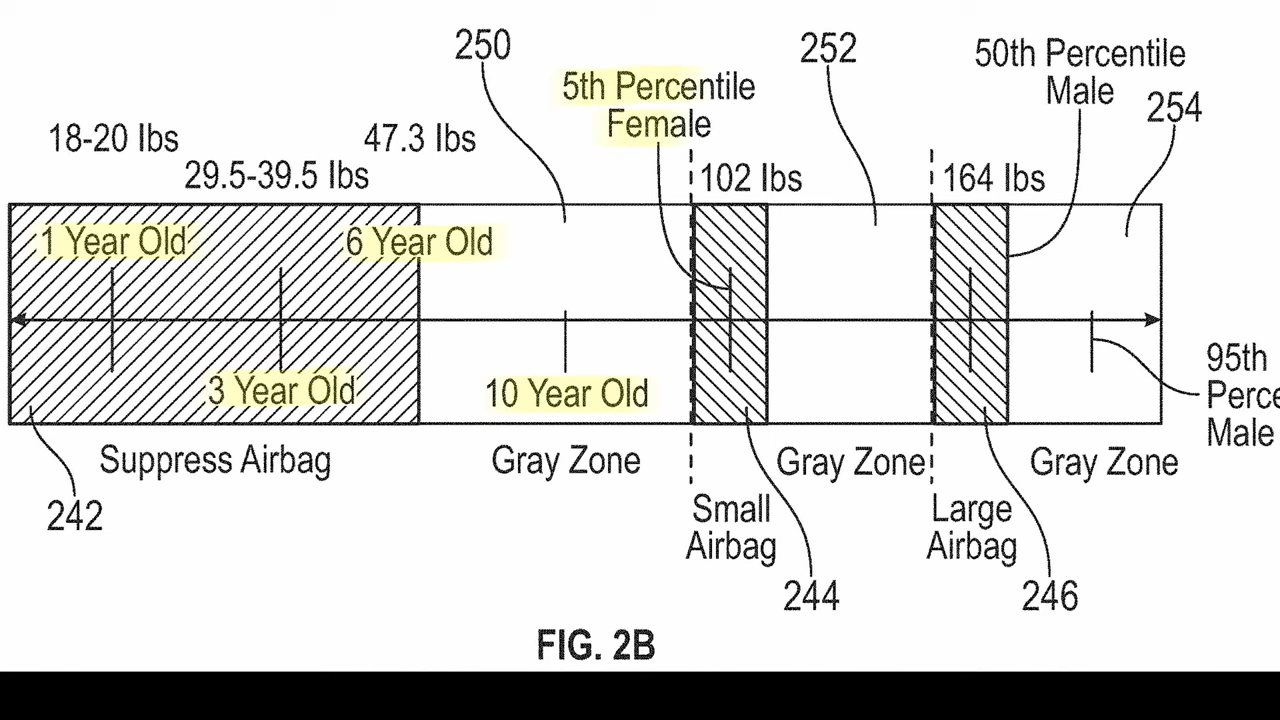 250
5th Percentile
Female
252
50th Percentile
Male
254
18-20 lbs
29.5-39.5 lbs
47.3 lbs
102 lbs
164 lbs
1 Year Old
6 Year Old
3 Year Old
10 Year Old
95th
Male
Suppress Airbag
Gray Zone
Gray Zone
Gray Zone
242
Small
Airbag
Large
Airbag
244
246
FIG. 2B